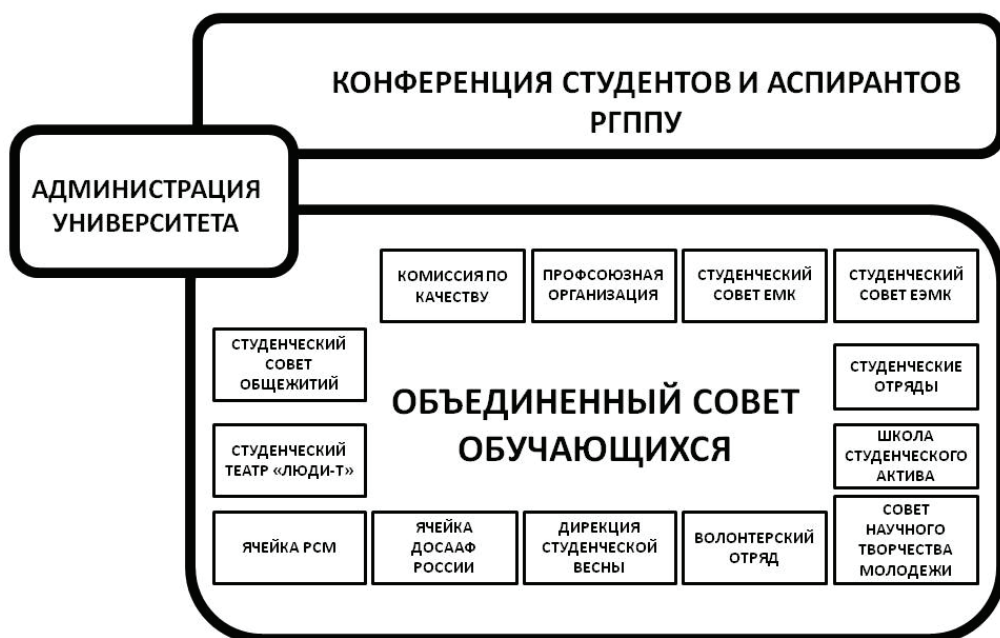 КОНФЕРЕНЦИЯ СТУДЕНТОВ И АСПИРАНТОВ
РГППУ
АДМИНИСТРАЦИЯ
УНИВЕРСИТЕТА
КОМИССИЯ ПО
КАЧЕСТВУ
ПРОФСОЮЗНАЯ
ОРГАНИЗАЦИЯ
СТУДЕНЧЕСКИЙ
СОВЕТ ЕМК
СТУДЕНЧЕСКИЙ
СОВЕТ ЕЭМК
СТУДЕНЧЕСКИЙ
СОВЕТ
ОБЩЕЖИТИЙ
СТУДЕНЧЕСКИЕ
ОТРЯДЫ
ОБЪЕДИНЕННЫЙ СОВЕТ
ОБУЧАЮЩИХСЯ
СТУДЕНЧЕСКИЙ
ТЕАТР «ЛЮДИ-Т»
ШКОЛА
СТУДЕНЧЕСКОГО
АКТИВА
ЯЧЕЙКА РСМ
ЯЧЕЙКА
ДОСААФ
РОССИИ
ДИРЕКЦИЯ
СТУДЕНЧЕСКОЙ
ВЕСНЫ
ВОЛОНТЕРСКИЙ
ОТРЯД
СОВЕТ
НАУЧНОГО
ТВОРЧЕСТВА
МОЛОДЕЖИ